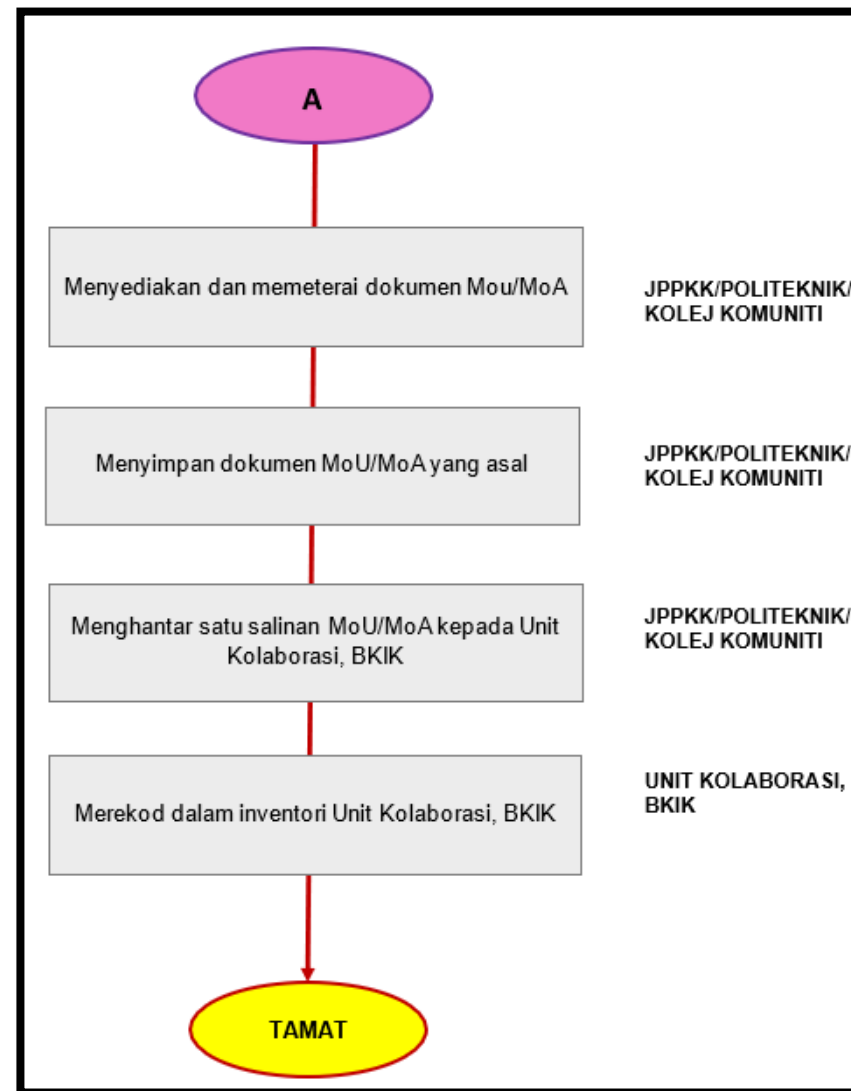 A
Menyediakan dan memeterai dokumen Mou/MoA
JPPKK/POLITEKNIK/
KOLEJ KOMUNITI
Menyimpan dokumen MoU/MoA yang asal
JPPKK/POLITEKNIK/
KOLEJ KOMUNITI
Menghantar satu salinan MoU/MoA kepada Unit
Kolaborasi, BKIK
JPPKK/POLITEKNIK/
KOLEJ KOMUNITI
Merekod dalam inventori Unit Kolaborasi, BKIK
UNIT KOLABORASI,
BKIK
TAMAT